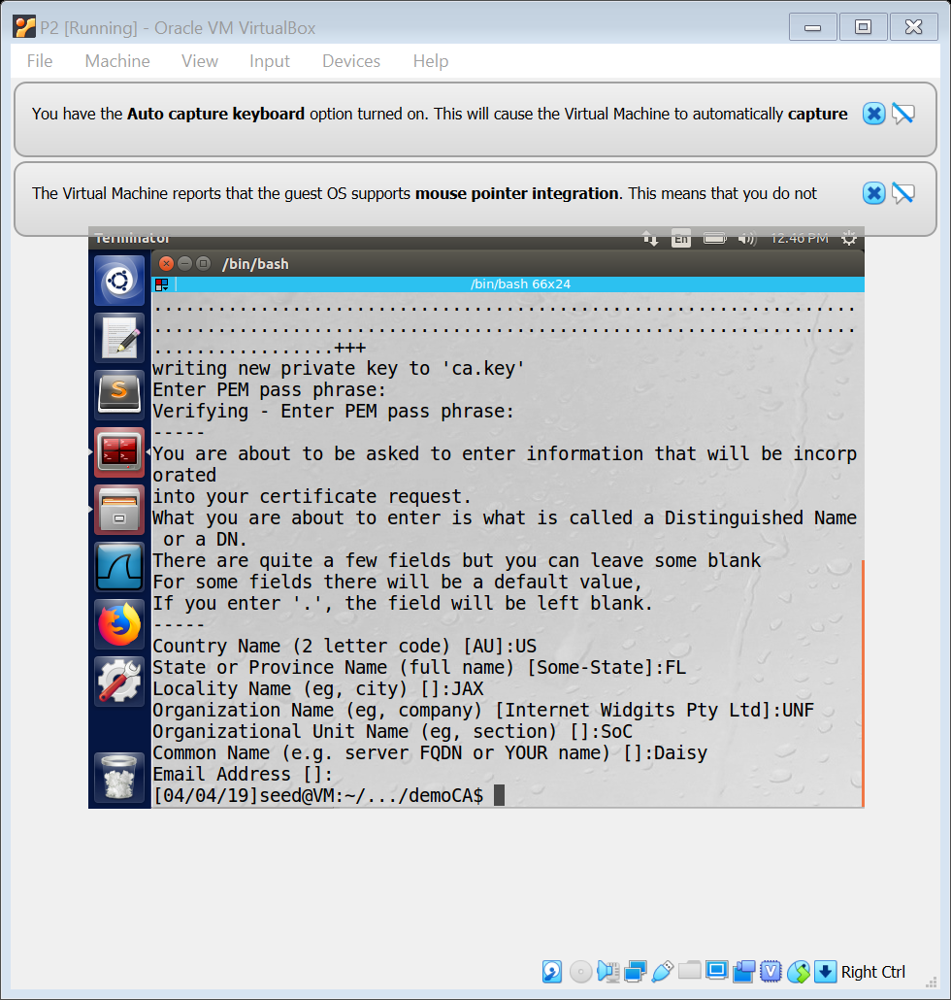 P2 [Running] - Oracle VM VirtualBox
File Machine View Input Devices Help
You have the Auto capture keyboard option turned on. This will cause the Virtual Machine to automatically capture
The Virtual Machine reports that the guest OS supports mouse pointer integration. This means that you do not
Terminator En 12:46 PM
/bin/bash
/bin/bash 66x24
..................................................................
..................................................................
.................+++
writing new private key to 'ca.key'
Enter PEM pass phrase:
Verifying - Enter PEM pass phrase:
-----
You are about to be asked to enter information that will be incorp
orated
into your certificate request.
What you are about to enter is what is called a Distinguished Name
 or a DN.
There are quite a few fields but you can leave some blank
For some fields there will be a default value,
If you enter '.', the field will be left blank.
-----
Country Name (2 letter code) [AU]:US
State or Province Name (full name) [Some-State]:FL
Locality Name (eg, city) []:JAX
Organization Name (eg, company) [Internet Widgits Pty Ltd]:UNF
Organizational Unit Name (eg, section) []:SoC
Common Name (e.g. server FQDN or YOUR name) []:Daisy
Email Address []:
[04/04/19]seed@VM:~/.../demoCA$
Right Ctrl